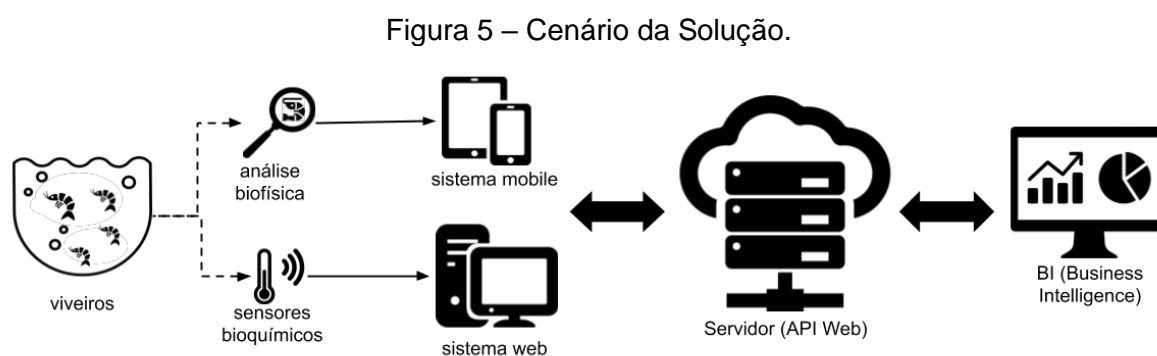 Figura 5 – Cenário da Solução.
viveiros
análise
biofísica
sensores
bioquímicos
sistema mobile
sistema web
Servidor (API Web)
BI (Business
Intelligence)